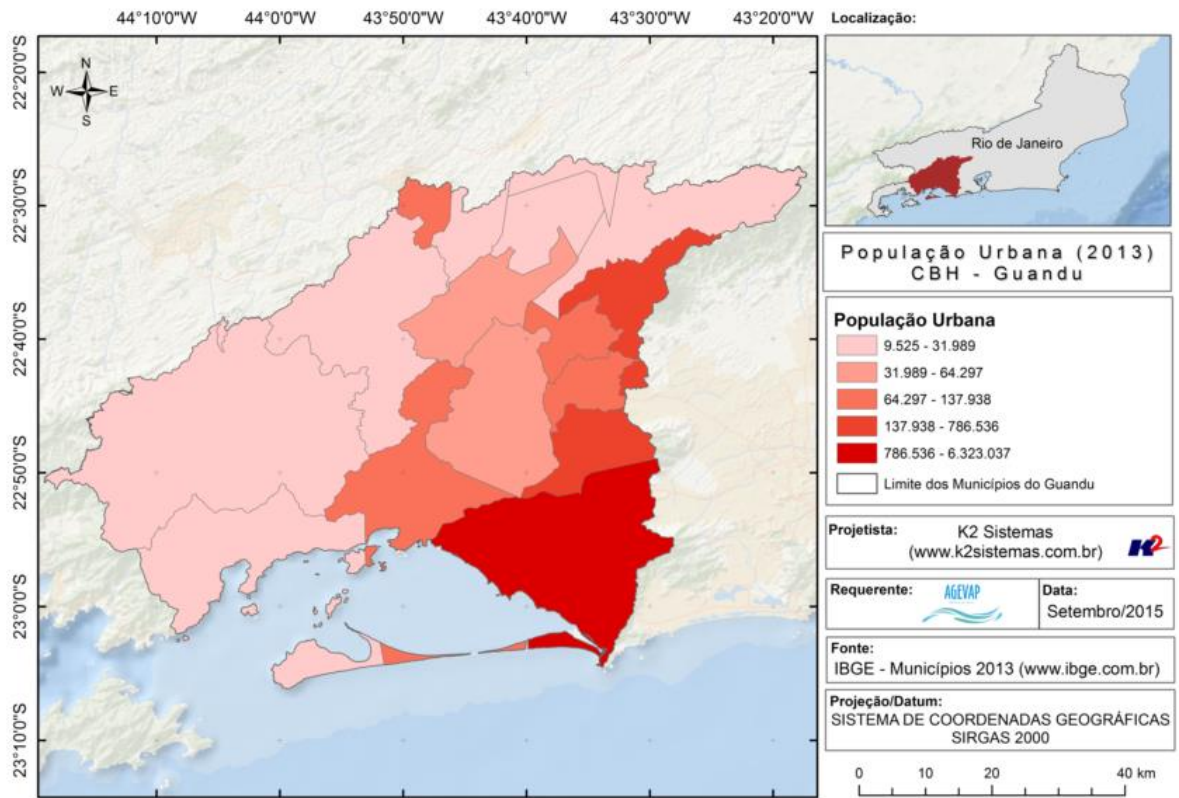 44°10'0"W 44°00'0"W 43°50'0"W 43°40'0"W 43°30'0"W 43°20'0"W
22°20'0"S
22°30'0"S
22°40'0"S
22°50'0"S
23°00'0"S
23°10'0"S
N
W E
S
Localização:
Rio de Janeiro
População Urbana (2013)
CBH - Guandu
População Urbana
9.525 - 31.989
31.989 - 64.297
64.297 - 137.938
137.938 - 786.536
786.536 - 6.323.037
Limite dos Municípios do Guandu
Projetista:
K2 Sistemas
(www.k2sistemas.com.br)
K2
Requerente:
AGEVAP
Data:
Setembro/2015
Fonte:
IBGE - Municípios 2013 (www.ibge.com.br)
Projeção/Datum:
SISTEMA DE COORDENADAS GEOGRÁFICAS
SIRGAS 2000
0 10 20 40 km